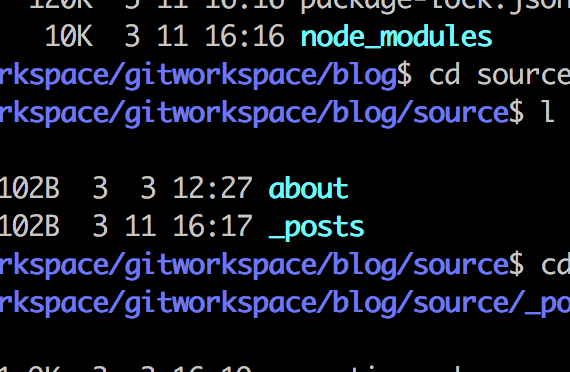 120K 3 11 16:16 package-lock.json
10K 3 11 16:16 node_modules
rkspace/gitworkspace/blog$ cd source
rkspace/gitworkspace/blog/source$ l
102B 3 3 12:27 about
102B 3 11 16:17 _posts
rkspace/gitworkspace/blog/source$ cd
rkspace/gitworkspace/blog/source/_po